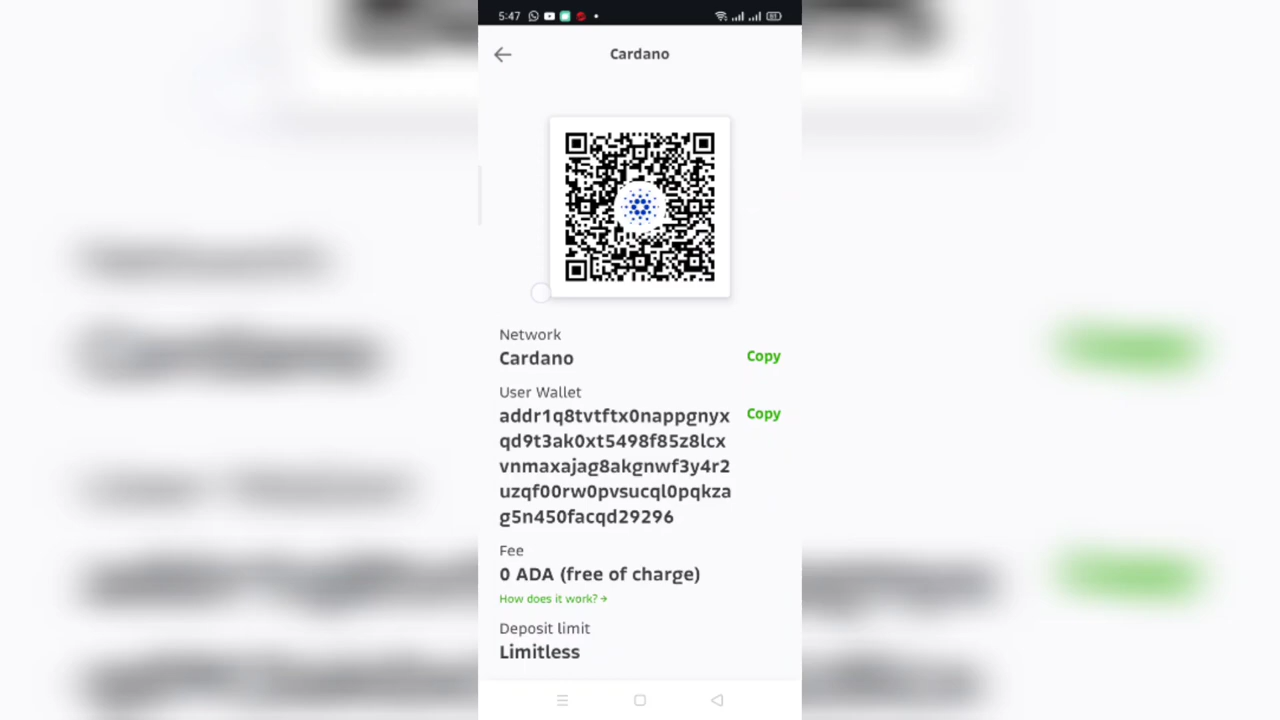 5:47
Cardano
Network
Cardano
Copy
User Wallet
addr1q8tvtftx0nappgnyx
Copy
qd9t3ak0xt5498f85z8lcx
vnmaxajag8akgnwf3y4r2
uzqf00rw0pvsucql0pqkza
g5n450facqd29296
Fee
0 ADA (free of charge)
How does it work? →
Deposit limit
Limitless